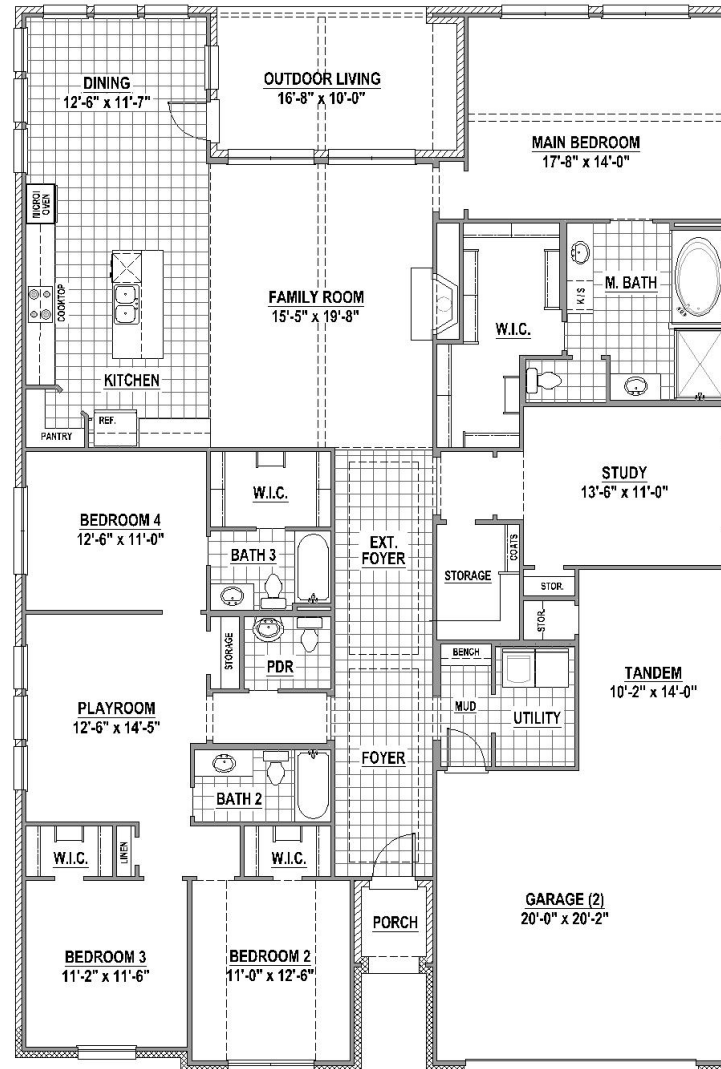 DINING
12'-6" x 11'-7"
OUTDOOR LIVING
16'-8" x 10'-0"
MAIN BEDROOM
17'-8" x 14'-0"
MICRO/
OVEN
COOKTOP
FAMILY ROOM
15'-5" x 19'-8"
W.I.C.
K/S
M. BATH
KITCHEN
REF.
PANTRY
STUDY
13'-6" x 11'-0"
W.I.C.
BEDROOM 4
12'-6" x 11'-0"
BATH 3
EXT.
FOYER
COATS
STORAGE
STOR.
STOR.
STORAGE
PDR
BENCH
MUD
UTILITY
TANDEM
10'-2" x 14'-0"
PLAYROOM
12'-6" x 14'-5"
FOYER
BATH 2
W.I.C.
LINEN
W.I.C.
PORCH
GARAGE (2)
20'-0" x 20'-2"
BEDROOM 3
11'-2" x 11'-6"
BEDROOM 2
11'-0" x 12'-6"